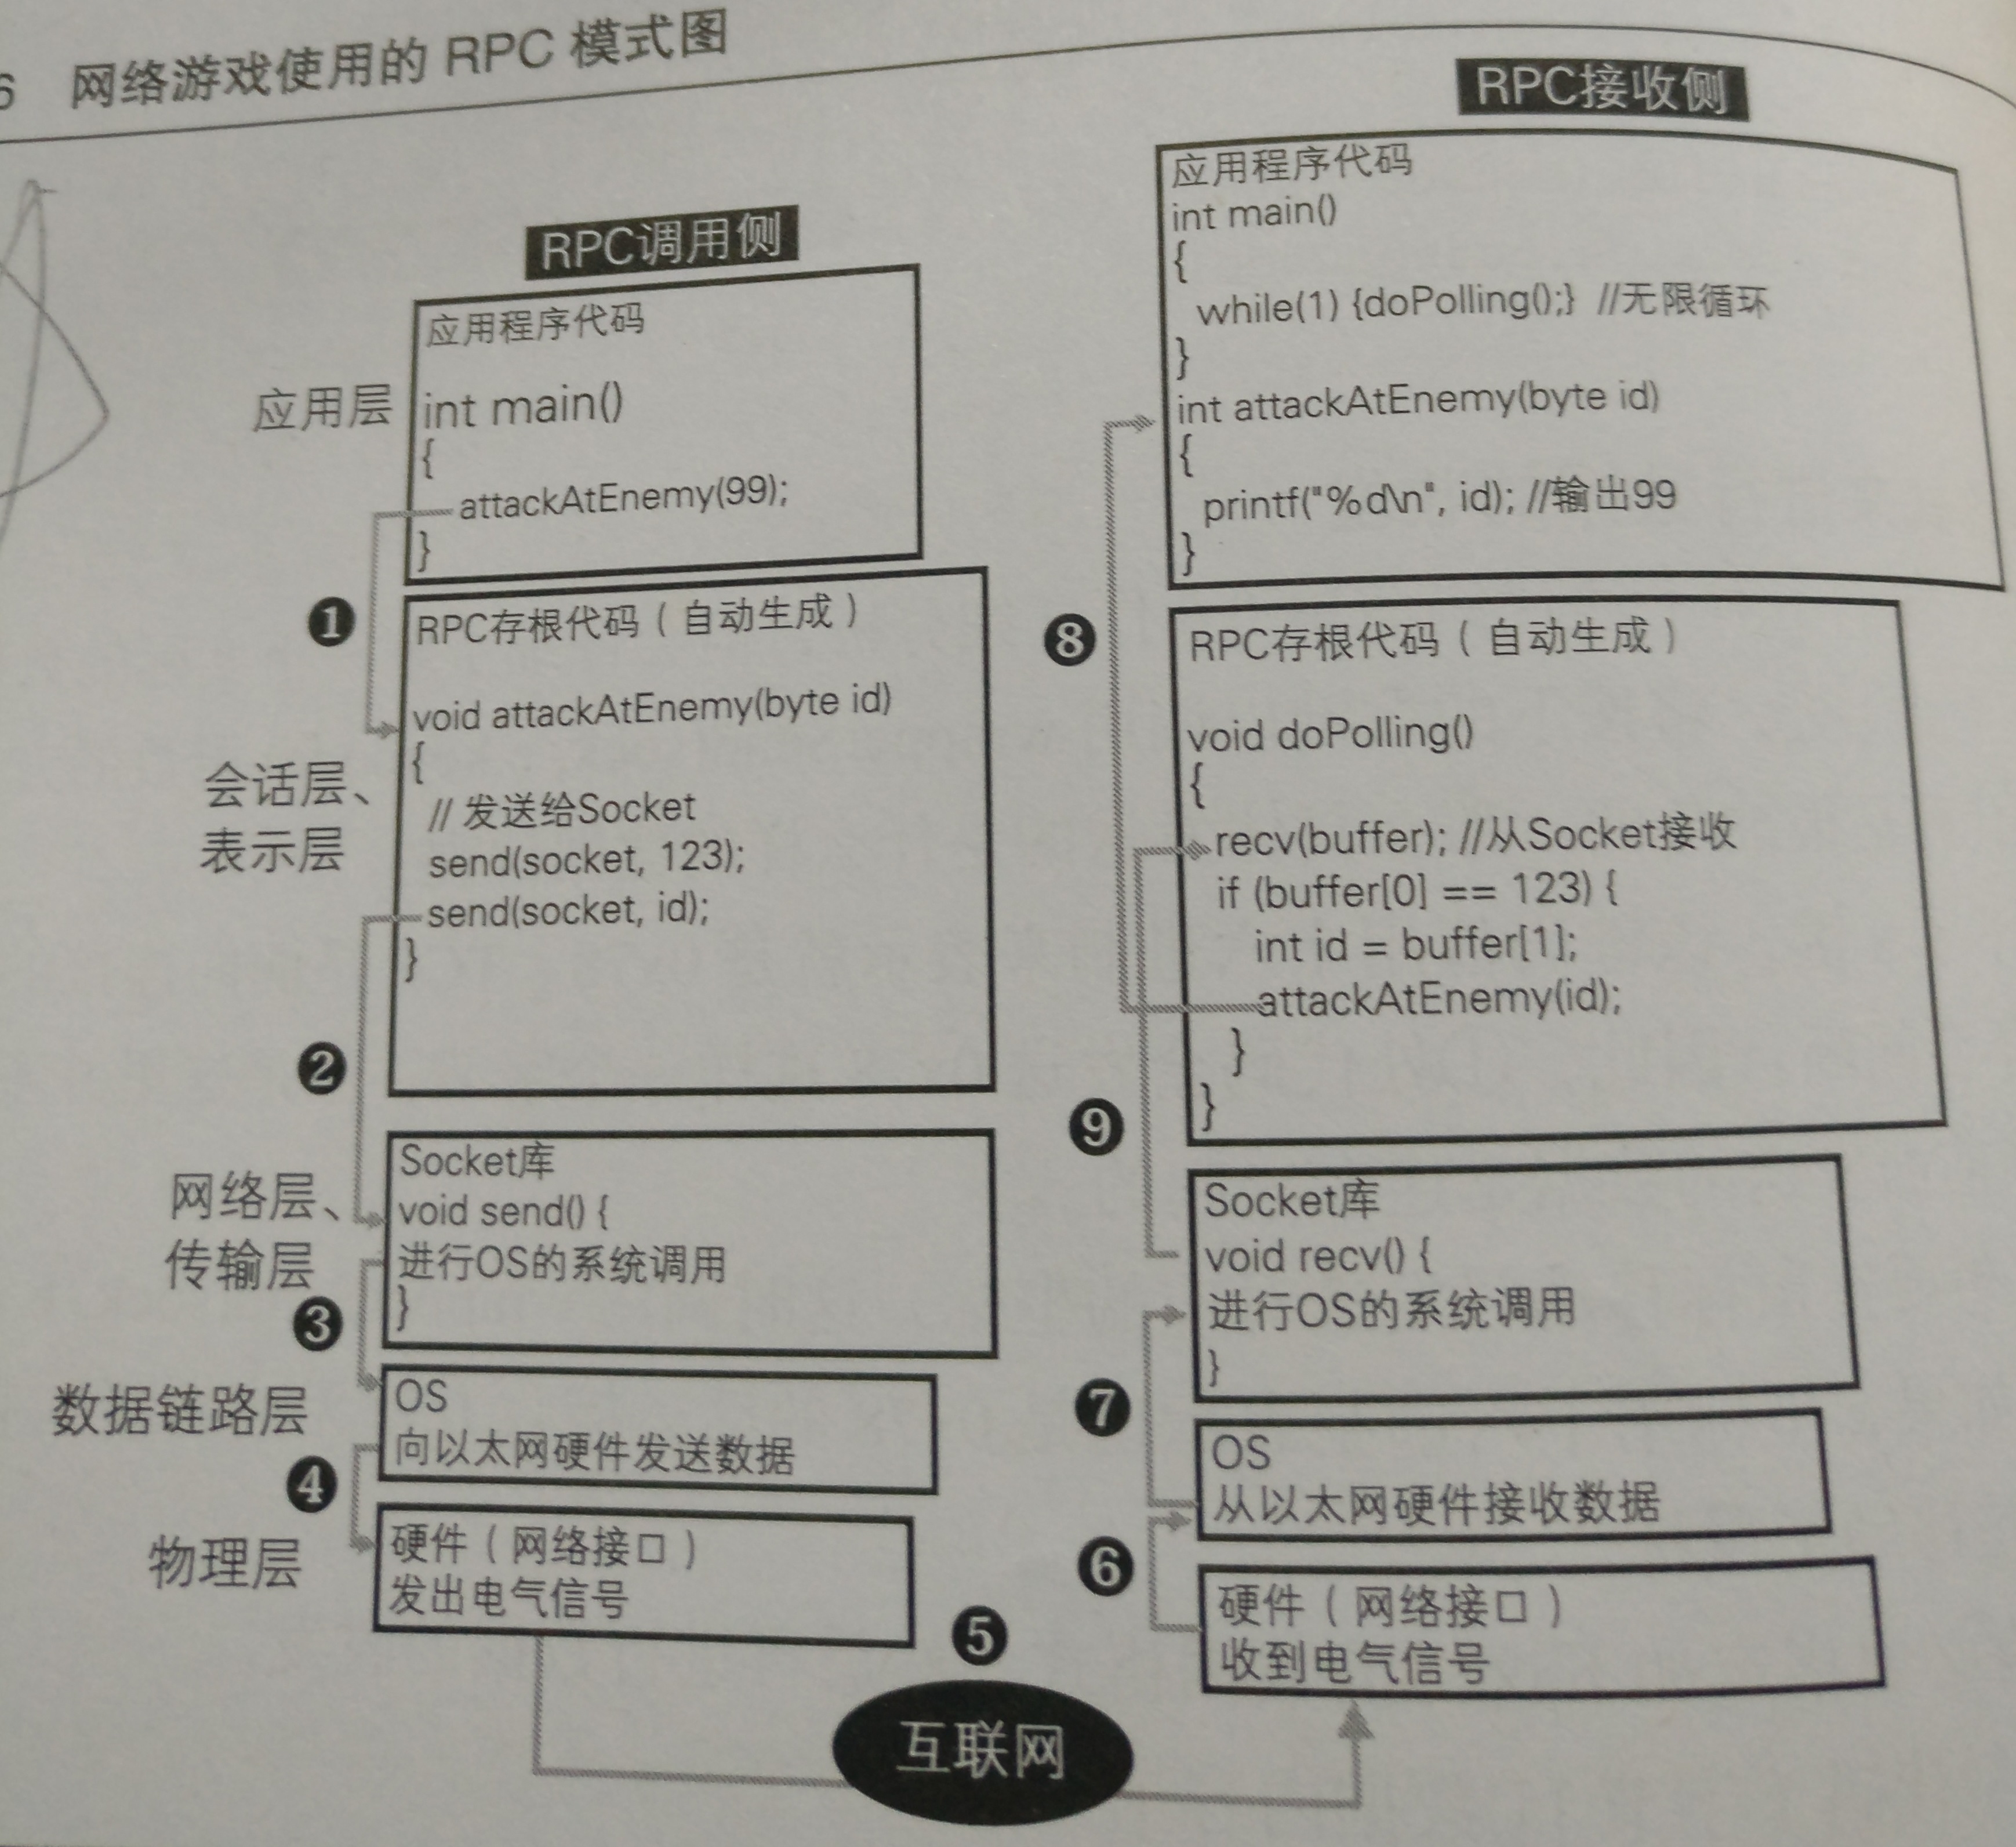 6 网络游戏使用的 RPC 模式图
RPC调用侧
应用层
应用程序代码
int main()
{
attackAtEnemy(99);
}
❶
会话层、
表示层
RPC存根代码（自动生成）
void attackAtEnemy(byte id)
{
// 发送给Socket
send(socket, 123);
send(socket, id);
}
❷
网络层、
传输层
Socket库
void send() {
进行OS的系统调用
}
❸
数据链路层
OS
向以太网硬件发送数据
❹
物理层
硬件（网络接口）
发出电气信号
❺
互联网
RPC接收侧
应用程序代码
int main()
{
while(1) {doPolling();} //无限循环
}
int attackAtEnemy(byte id)
{
printf("%d\n", id); //输出99
}
❽
RPC存根代码（自动生成）
void doPolling()
{
recv(buffer); //从Socket接收
if (buffer[0] == 123) {
int id = buffer[1];
attackAtEnemy(id);
}
}
❾
Socket库
void recv() {
进行OS的系统调用
}
❼
OS
从以太网硬件接收数据
❻
硬件（网络接口）
收到电气信号